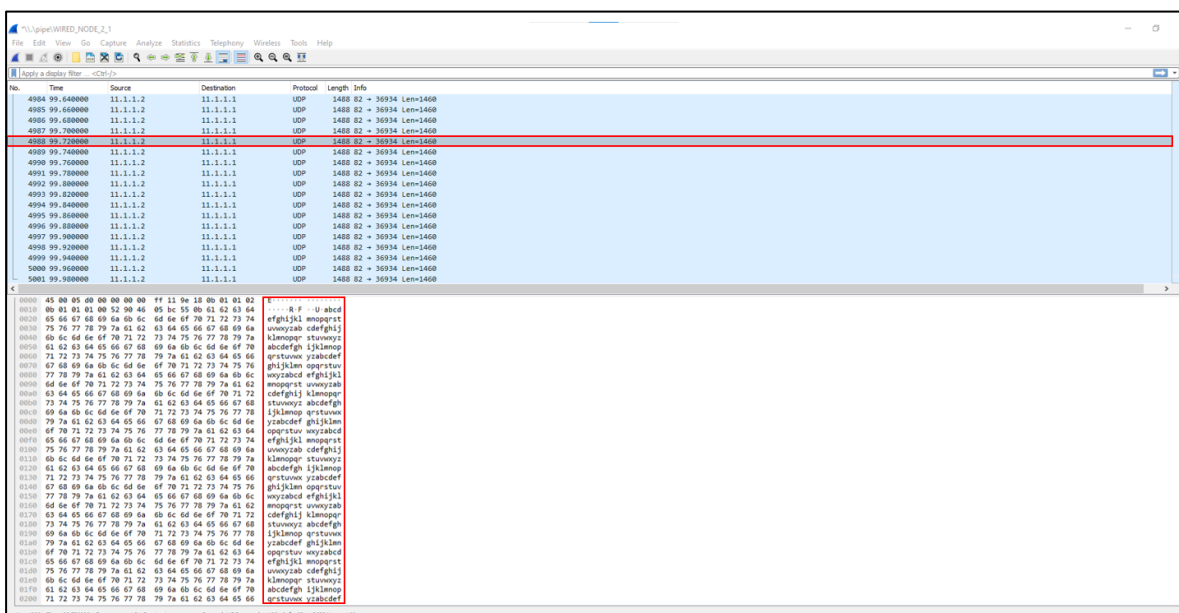 *\\.\pipe\WIRED_NODE_2_1
File Edit View Go Capture Analyze Statistics Telephony Wireless Tools Help
Apply a display filter ... <Ctrl-/>
No. Time Source Destination Protocol Length Info
4984 99.640000 11.1.1.2 11.1.1.1 UDP 1488 82 → 36934 Len=1460
4985 99.660000 11.1.1.2 11.1.1.1 UDP 1488 82 → 36934 Len=1460
4986 99.680000 11.1.1.2 11.1.1.1 UDP 1488 82 → 36934 Len=1460
4987 99.700000 11.1.1.2 11.1.1.1 UDP 1488 82 → 36934 Len=1460
4988 99.720000 11.1.1.2 11.1.1.1 UDP 1488 82 → 36934 Len=1460
4989 99.740000 11.1.1.2 11.1.1.1 UDP 1488 82 → 36934 Len=1460
4990 99.760000 11.1.1.2 11.1.1.1 UDP 1488 82 → 36934 Len=1460
4991 99.780000 11.1.1.2 11.1.1.1 UDP 1488 82 → 36934 Len=1460
4992 99.800000 11.1.1.2 11.1.1.1 UDP 1488 82 → 36934 Len=1460
4993 99.820000 11.1.1.2 11.1.1.1 UDP 1488 82 → 36934 Len=1460
4994 99.840000 11.1.1.2 11.1.1.1 UDP 1488 82 → 36934 Len=1460
4995 99.860000 11.1.1.2 11.1.1.1 UDP 1488 82 → 36934 Len=1460
4996 99.880000 11.1.1.2 11.1.1.1 UDP 1488 82 → 36934 Len=1460
4997 99.900000 11.1.1.2 11.1.1.1 UDP 1488 82 → 36934 Len=1460
4998 99.920000 11.1.1.2 11.1.1.1 UDP 1488 82 → 36934 Len=1460
4999 99.940000 11.1.1.2 11.1.1.1 UDP 1488 82 → 36934 Len=1460
5000 99.960000 11.1.1.2 11.1.1.1 UDP 1488 82 → 36934 Len=1460
5001 99.980000 11.1.1.2 11.1.1.1 UDP 1488 82 → 36934 Len=1460
0000 45 00 05 d0 00 00 00 00 ff 11 9e 18 0b 01 01 02 E······· ········
0010 0b 01 01 01 00 52 90 46 05 bc 55 0b 61 62 63 64 ·····R·F ··U·abcd
0020 65 66 67 68 69 6a 6b 6c 6d 6e 6f 70 71 72 73 74 efghijkl mnopqrst
0030 75 76 77 78 79 7a 61 62 63 64 65 66 67 68 69 6a uvwxyzab cdefghij
0040 6b 6c 6d 6e 6f 70 71 72 73 74 75 76 77 78 79 7a klmnopqr stuvwxyz
0050 61 62 63 64 65 66 67 68 69 6a 6b 6c 6d 6e 6f 70 abcdefgh ijklmnop
0060 71 72 73 74 75 76 77 78 79 7a 61 62 63 64 65 66 qrstuvwx yzabcdef
0070 67 68 69 6a 6b 6c 6d 6e 6f 70 71 72 73 74 75 76 ghijklmn opqrstuv
0080 77 78 79 7a 61 62 63 64 65 66 67 68 69 6a 6b 6c wxyzabcd efghijkl
0090 6d 6e 6f 70 71 72 73 74 75 76 77 78 79 7a 61 62 mnopqrst uvwxyzab
00a0 63 64 65 66 67 68 69 6a 6b 6c 6d 6e 6f 70 71 72 cdefghij klmnopqr
00b0 73 74 75 76 77 78 79 7a 61 62 63 64 65 66 67 68 stuvwxyz abcdefgh
00c0 69 6a 6b 6c 6d 6e 6f 70 71 72 73 74 75 76 77 78 ijklmnop qrstuvwx
00d0 79 7a 61 62 63 64 65 66 67 68 69 6a 6b 6c 6d 6e yzabcdef ghijklmn
00e0 6f 70 71 72 73 74 75 76 77 78 79 7a 61 62 63 64 opqrstuv wxyzabcd
00f0 65 66 67 68 69 6a 6b 6c 6d 6e 6f 70 71 72 73 74 efghijkl mnopqrst
0100 75 76 77 78 79 7a 61 62 63 64 65 66 67 68 69 6a uvwxyzab cdefghij
0110 6b 6c 6d 6e 6f 70 71 72 73 74 75 76 77 78 79 7a klmnopqr stuvwxyz
0120 61 62 63 64 65 66 67 68 69 6a 6b 6c 6d 6e 6f 70 abcdefgh ijklmnop
0130 71 72 73 74 75 76 77 78 79 7a 61 62 63 64 65 66 qrstuvwx yzabcdef
0140 67 68 69 6a 6b 6c 6d 6e 6f 70 71 72 73 74 75 76 ghijklmn opqrstuv
0150 77 78 79 7a 61 62 63 64 65 66 67 68 69 6a 6b 6c wxyzabcd efghijkl
0160 6d 6e 6f 70 71 72 73 74 75 76 77 78 79 7a 61 62 mnopqrst uvwxyzab
0170 63 64 65 66 67 68 69 6a 6b 6c 6d 6e 6f 70 71 72 cdefghij klmnopqr
0180 73 74 75 76 77 78 79 7a 61 62 63 64 65 66 67 68 stuvwxyz abcdefgh
0190 69 6a 6b 6c 6d 6e 6f 70 71 72 73 74 75 76 77 78 ijklmnop qrstuvwx
01a0 79 7a 61 62 63 64 65 66 67 68 69 6a 6b 6c 6d 6e yzabcdef ghijklmn
01b0 6f 70 71 72 73 74 75 76 77 78 79 7a 61 62 63 64 opqrstuv wxyzabcd
01c0 65 66 67 68 69 6a 6b 6c 6d 6e 6f 70 71 72 73 74 efghijkl mnopqrst
01d0 75 76 77 78 79 7a 61 62 63 64 65 66 67 68 69 6a uvwxyzab cdefghij
01e0 6b 6c 6d 6e 6f 70 71 72 73 74 75 76 77 78 79 7a klmnopqr stuvwxyz
01f0 61 62 63 64 65 66 67 68 69 6a 6b 6c 6d 6e 6f 70 abcdefgh ijklmnop
0200 71 72 73 74 75 76 77 78 79 7a 61 62 63 64 65 66 qrstuvwx yzabcdef